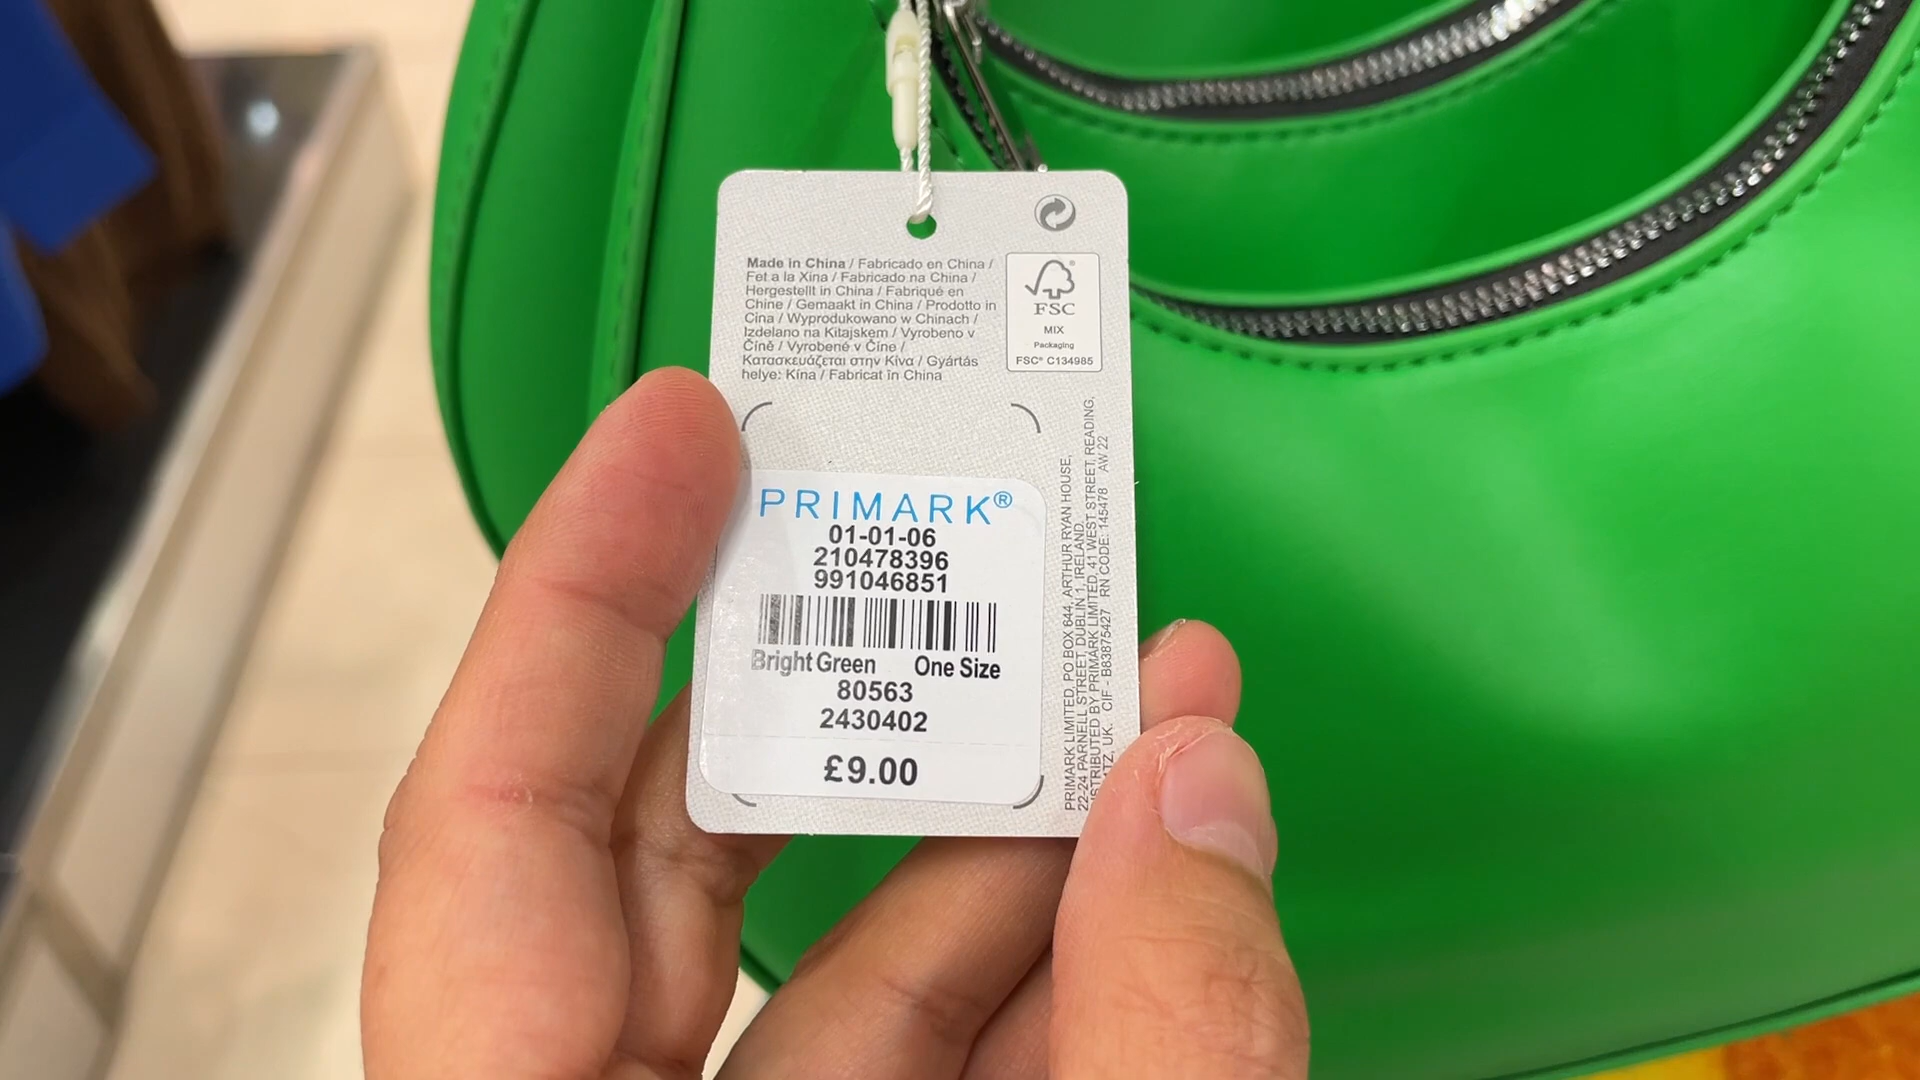 Made in China / Fabricado en China /
Fet a la Xina / Fabricado na China /
Hergestellt in China / Fabriqué en
Chine / Gemaakt in China / Prodotto in
Cina / Wyprodukowano w Chinach /
Izdelano na Kitajskem / Vyrobeno v
Číně / Vyrobené v Číne /
Κατασκευάζεται στην Κίνα / Gyártás
helye: Kína / Fabricat în China
FSC®
MIX
Packaging
FSC® C134985
PRIMARK®
01-01-06
210478396
991046851
Bright Green One Size
80563
2430402
£9.00
PRIMARK LIMITED, PO BOX 644, ARTHUR RYAN HOUSE,
22-24 PARNELL STREET, DUBLIN 1, IRELAND.
DISTRIBUTED BY PRIMARK LIMITED, 41 WEST STREET, READING,
1TZ, UK. CIF - B83875427 RN CODE: 145478 AW 22